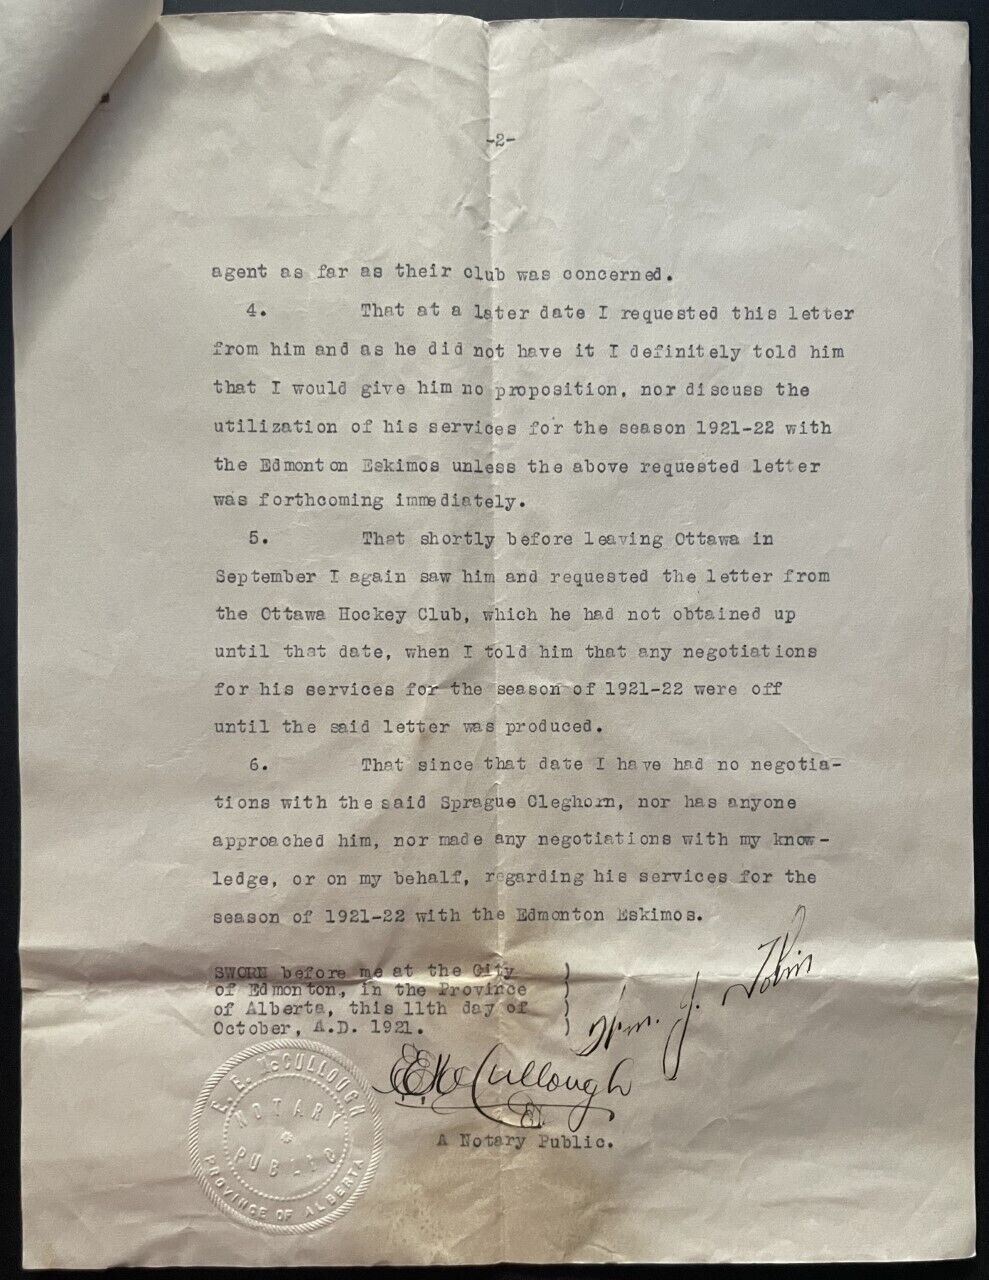 -2-
agent as far as their club was concerned.
4. That at a later date I requested this letter
from him and as he did not have it I definitely told him
that I would give him no proposition, nor discuss the
utilization of his services for the season 1921-22 with
the Edmonton Eskimos unless the above requested letter
was forthcoming immediately.
5. That shortly before leaving Ottawa in
September I again saw him and requested the letter from
the Ottawa Hockey Club, which he had not obtained up
until that date, when I told him that any negotiations
for his services for the season of 1921-22 were off
until the said letter was produced.
6. That since that date I have had no negotia-
tions with the said Sprague Cleghorn, nor has anyone
approached him, nor made any negotiations with my know-
ledge, or on my behalf, regarding his services for the
season of 1921-22 with the Edmonton Eskimos.
SWORN before me at the City
of Edmonton, in the Province
of Alberta, this 11th day of
October, A.D. 1921.
Wm. J. Tobin
E E McCullough
A Notary Public.
E. E. McCULLOUGH
NOTARY
PUBLIC
PROVINCE OF ALBERTA